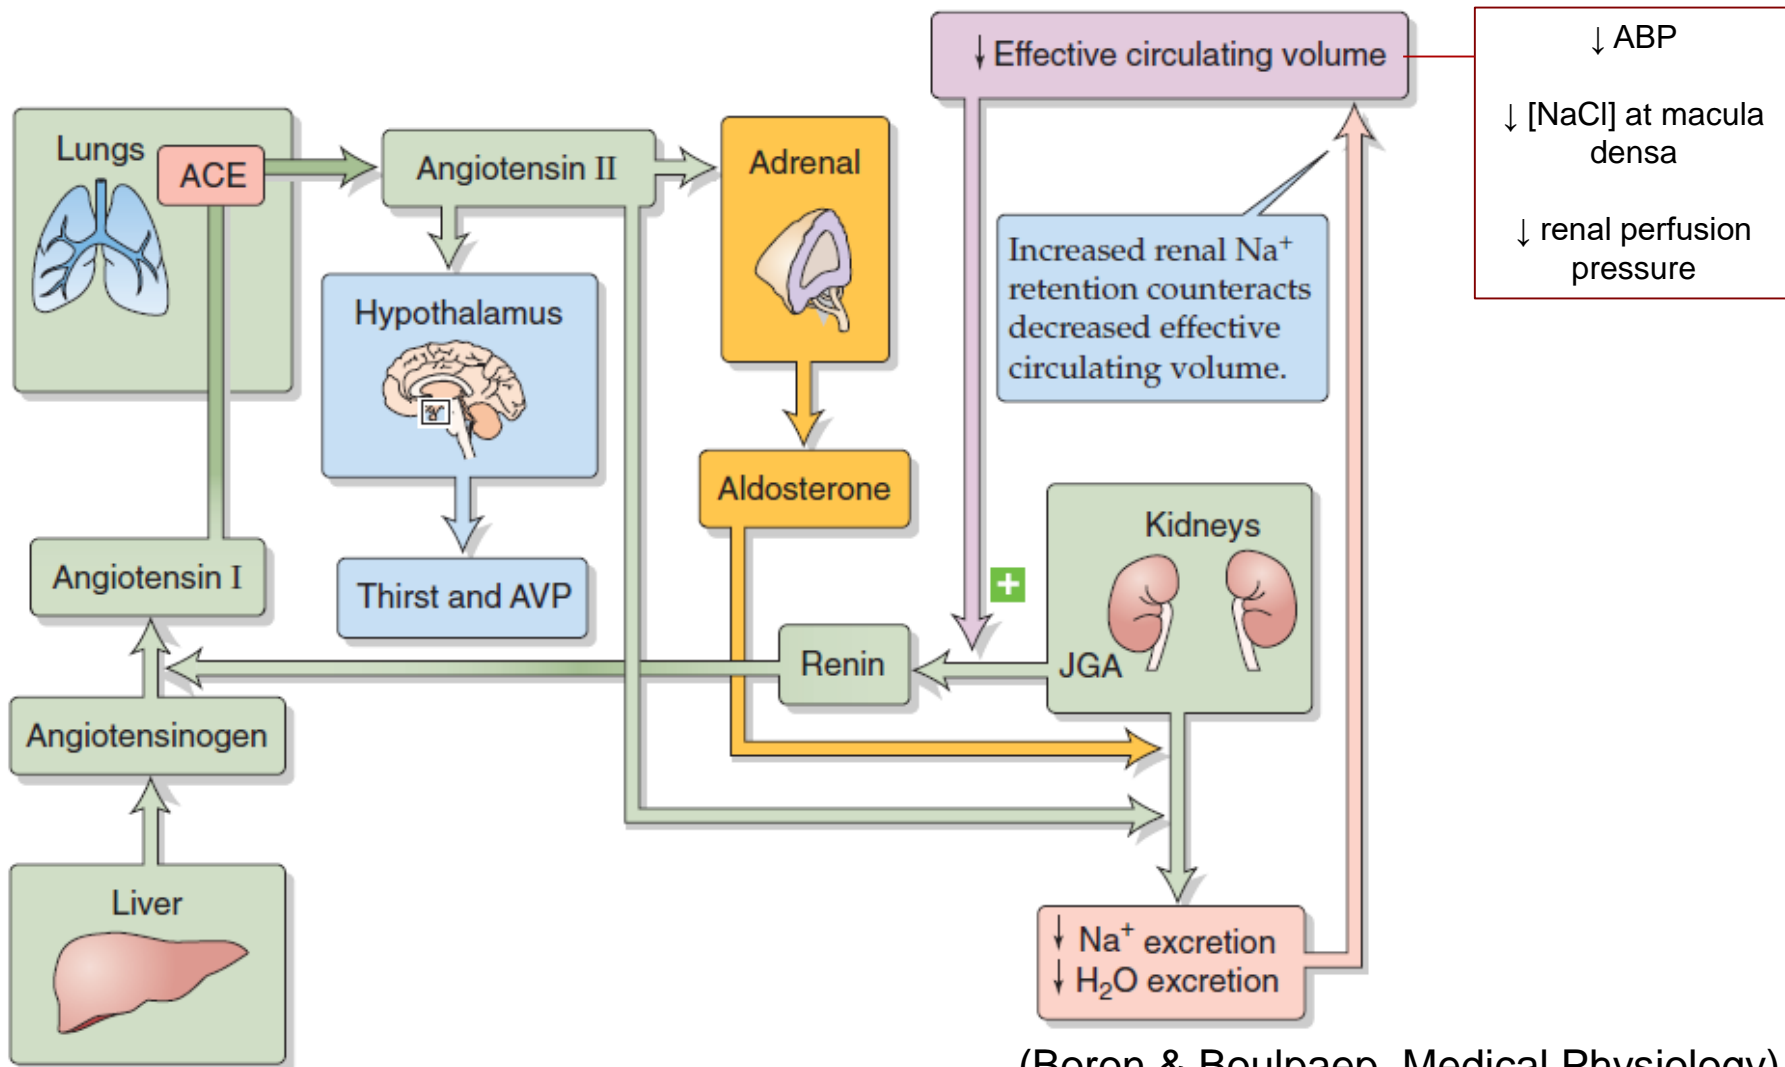 ↓ Effective circulating volume
↓ ABP
↓ [NaCl] at macula
densa
↓ renal perfusion
pressure
Lungs
ACE
Angiotensin II
Adrenal
Increased renal Na⁺
retention counteracts
decreased effective
circulating volume.
Hypothalamus
Aldosterone
Kidneys
JGA
Angiotensin I
Thirst and AVP
+
Renin
Angiotensinogen
Liver
↓ Na⁺ excretion
↓ H₂O excretion
(Boron & Boulpaep, Medical Physiology)